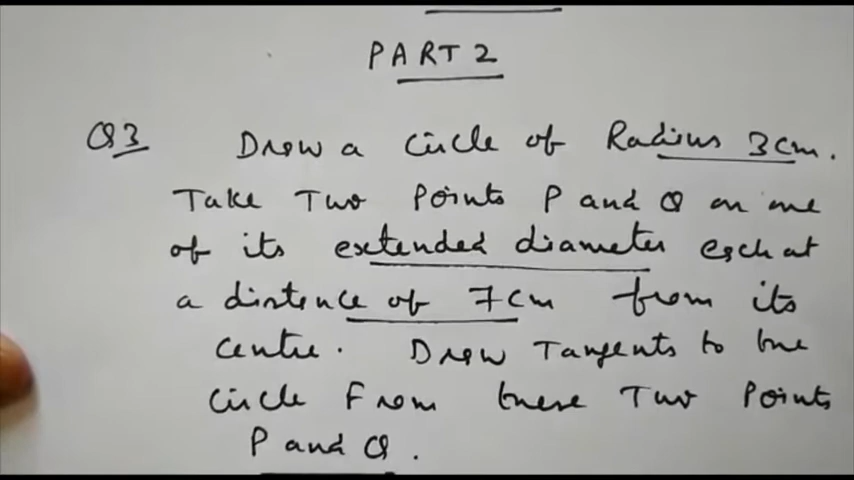 PART 2
Q3 Draw a circle of Radius 3cm.
Take Two Points P and Q on one
of its extended diameter each at
a distance of 7cm from its
centre. Draw Tangents to the
circle From these Two Points
P and Q.